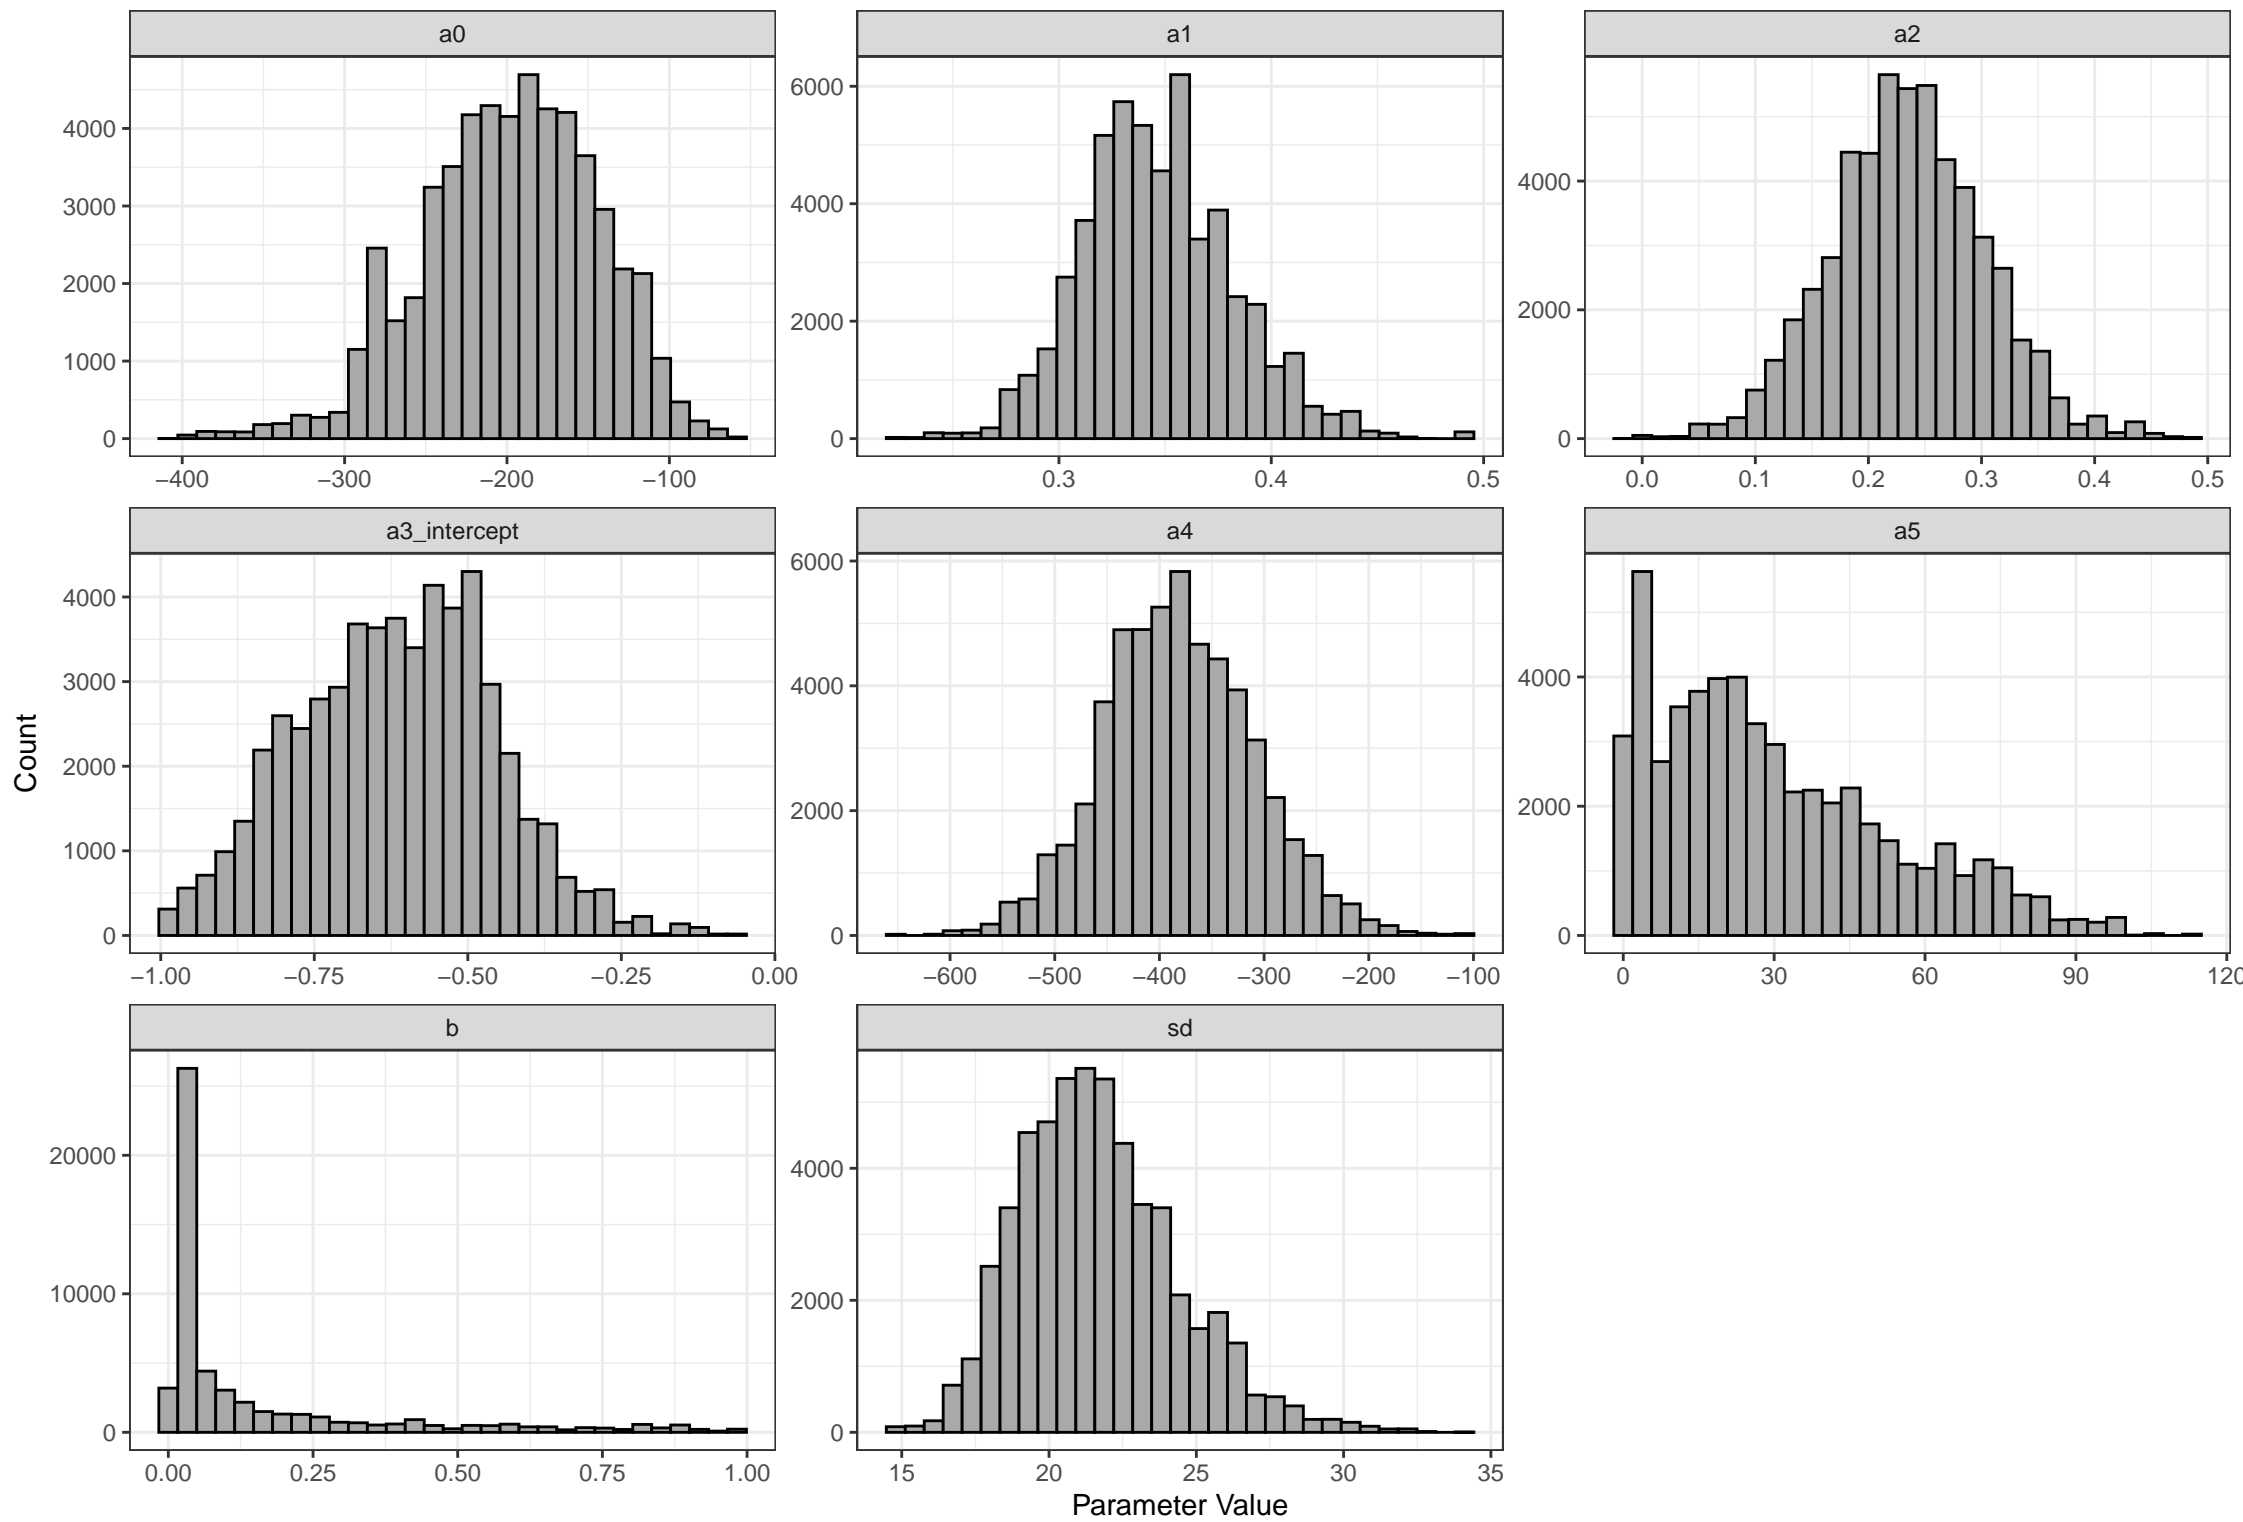 a0 a1 a2
6000
4000 4000
3000 4000
2000 2000
2000
1000
0 0 0
−400 −300 −200 −100 0.3 0.4 0.5 0.0 0.1 0.2 0.3 0.4 0.5
a3_intercept a4 a5
6000
4000
4000 4000
3000
2000 2000 2000
1000
0 0 0
−1.00 −0.75 −0.50 −0.25 0.00 −600 −500 −400 −300 −200 −100 0 30 60 90 120
Count
b sd
20000 4000
10000 2000
0 0
0.00 0.25 0.50 0.75 1.00 15 20 25 30 35
Parameter Value